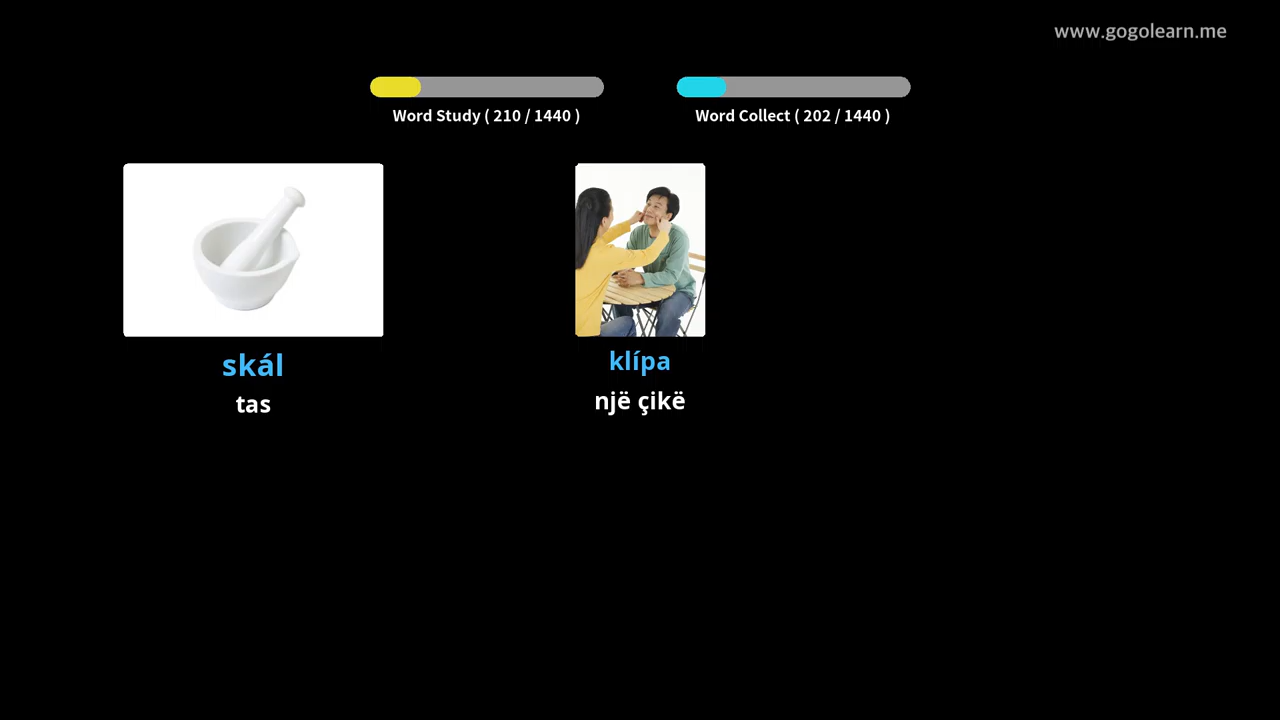 www.gogolearn.me
Word Study ( 210 / 1440 )
Word Collect ( 202 / 1440 )
skál
tas
klípa
një çikë